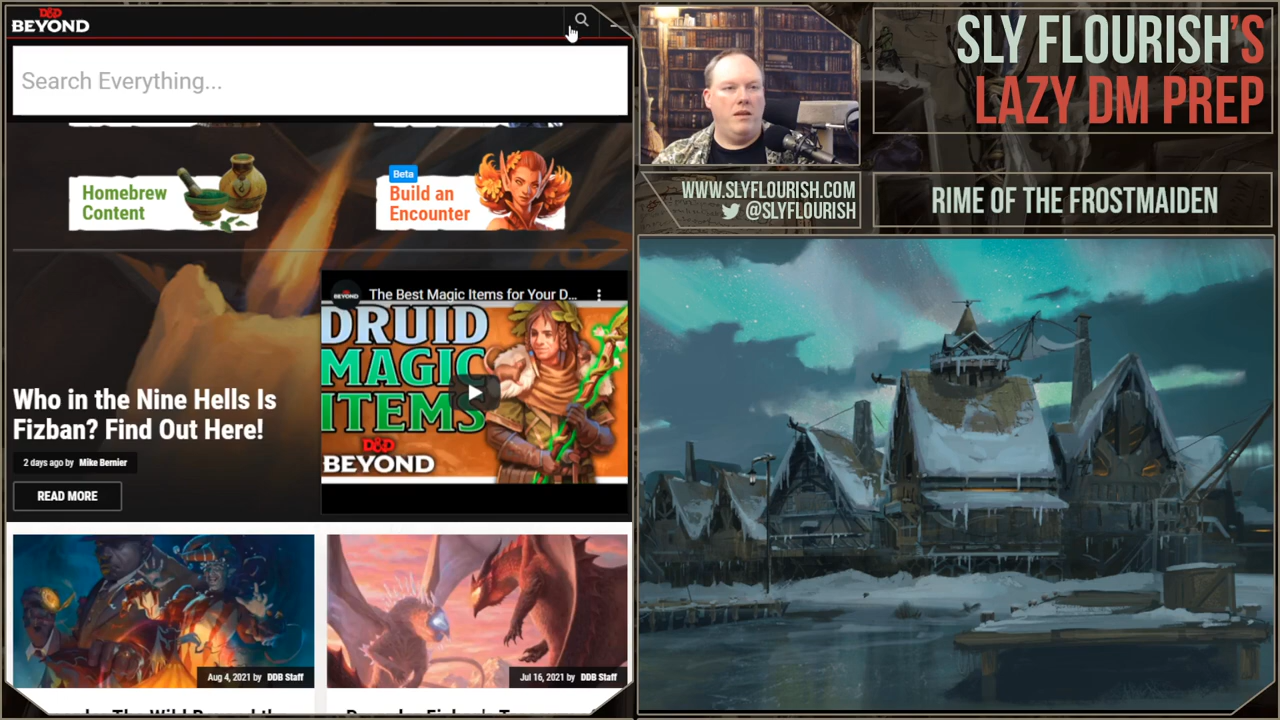 D&D
BEYOND
Search Everything...
Homebrew
Content
Beta
Build an
Encounter
Who in the Nine Hells Is
Fizban? Find Out Here!
2 days ago by Mike Bernier
READ MORE
BEYOND
The Best Magic Items for Your D...
DRUID
MAGIC
ITEMS
D&D
BEYOND
Aug 4, 2021 by DDB Staff
Jul 16, 2021 by DDB Staff
SLY FLOURISH'S
LAZY DM PREP
WWW.SLYFLOURISH.COM
@SLYFLOURISH
RIME OF THE FROSTMAIDEN